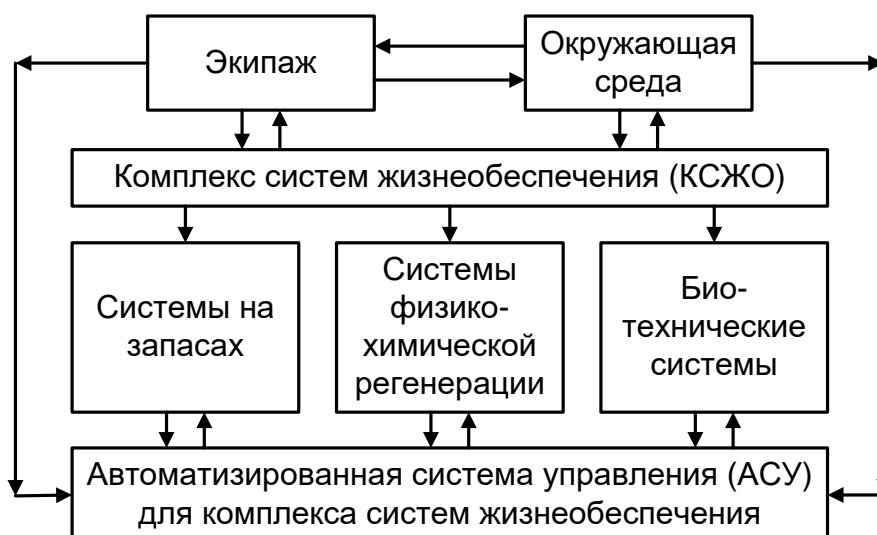 Экипаж
Окружающая
среда
Комплекс систем жизнеобеспечения (КСЖО)
Системы на
запасах
Системы
физико-
химической
регенерации
Био-
технические
системы
Автоматизированная система управления (АСУ)
для комплекса систем жизнеобеспечения